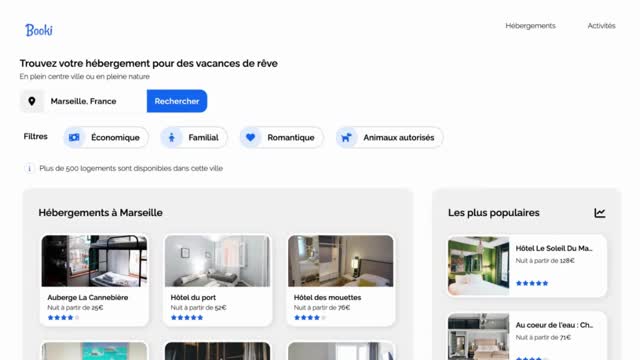 Booki
Hébergements
Activités
Trouvez votre hébergement pour des vacances de rêve
En plein centre ville ou en pleine nature
Marseille, France
Rechercher
Filtres
Économique
Familial
Romantique
Animaux autorisés
Plus de 500 logements sont disponibles dans cette ville
Hébergements à Marseille
Auberge La Cannebière
Nuit à partir de 25€
Hôtel du port
Nuit à partir de 52€
Hôtel des mouettes
Nuit à partir de 76€
Les plus populaires
Hôtel Le Soleil Du Ma...
Nuit à partir de 128€
Au coeur de l'eau : Ch...
Nuit à partir de 71€